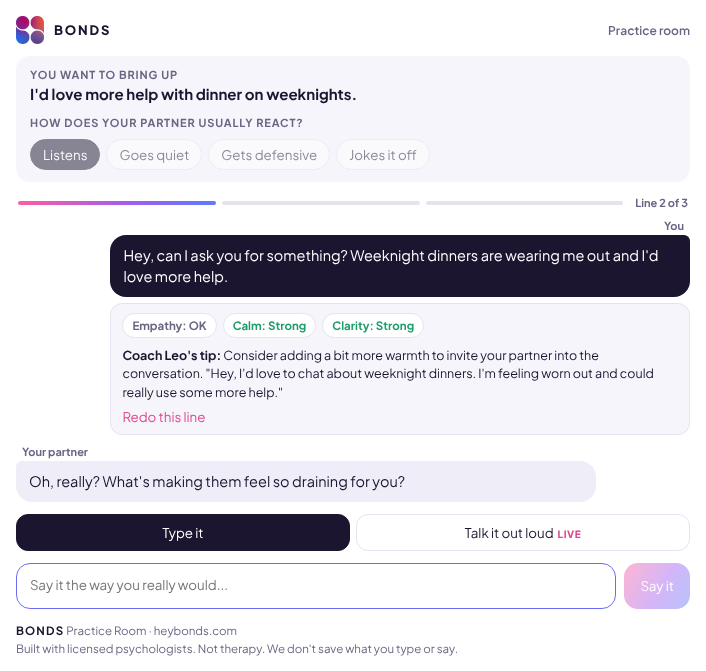 BONDS
Practice room
YOU WANT TO BRING UP
I'd love more help with dinner on weeknights.
HOW DOES YOUR PARTNER USUALLY REACT?
Listens
Goes quiet
Gets defensive
Jokes it off
Line 2 of 3
You
Hey, can I ask you for something? Weeknight dinners are wearing me out and I'd
love more help.
Empathy: OK
Calm: Strong
Clarity: Strong
Coach Leo's tip: Consider adding a bit more warmth to invite your partner into the
conversation. "Hey, I'd love to chat about weeknight dinners. I'm feeling worn out and could
really use some more help."
Redo this line
Your partner
Oh, really? What's making them feel so draining for you?
Type it
Talk it out loud LIVE
Say it the way you really would...
Say it
BONDS Practice Room · heybonds.com
Built with licensed psychologists. Not therapy. We don't save what you type or say.